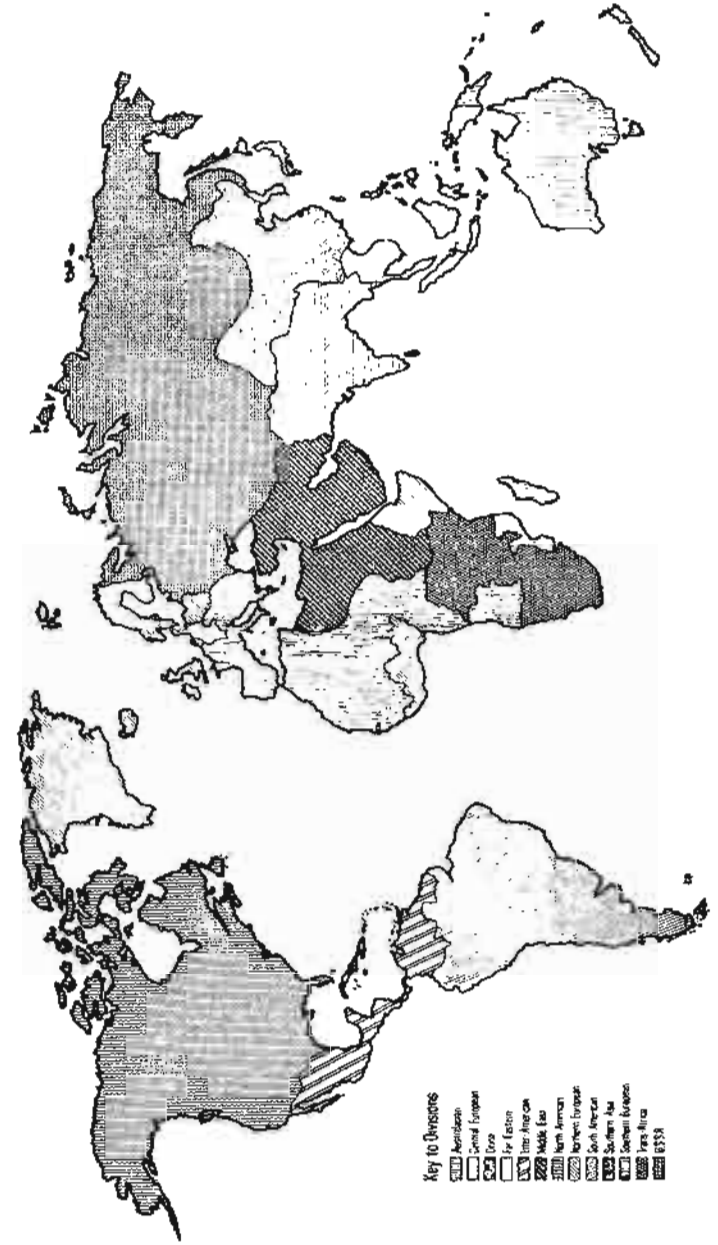 Key to Divisions
Australasian
Central European
China
Far Eastern
Inter-American
Middle East
North American
Northern European
South American
Southern Asia
Southern European
Trans-Africa
USSR